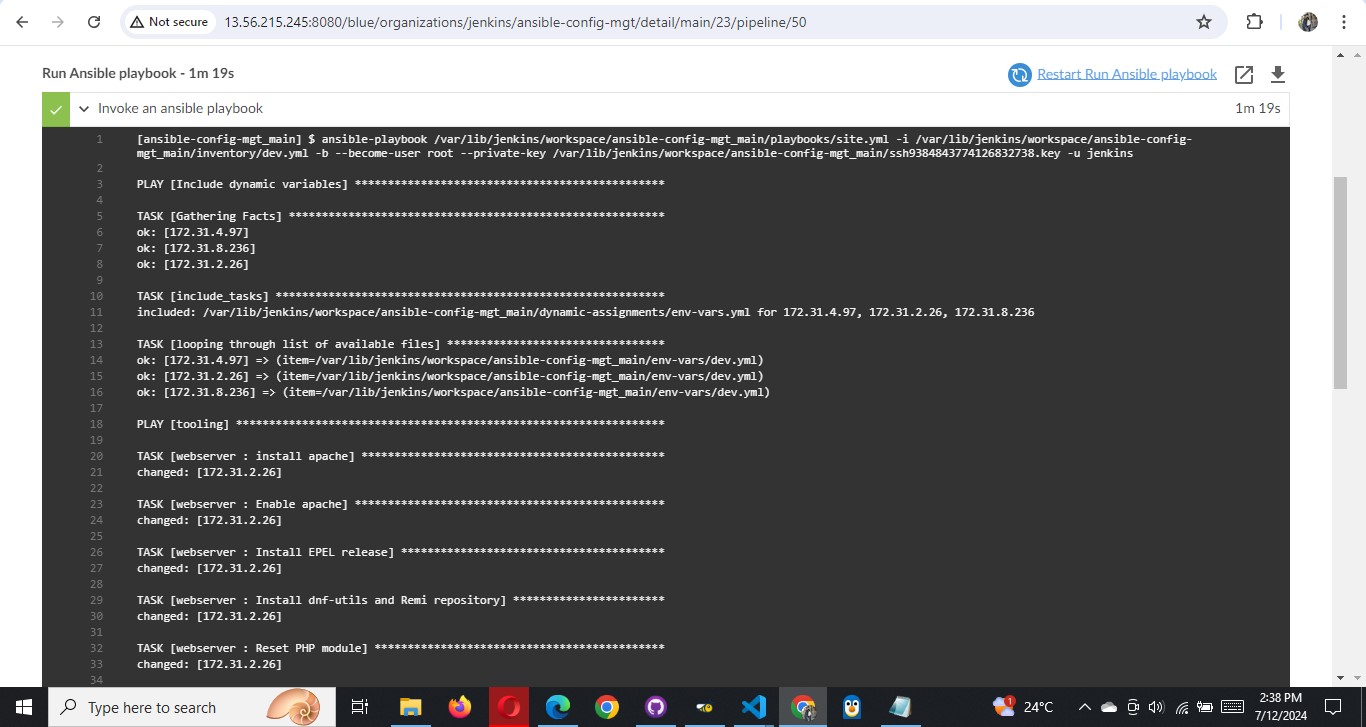 Not secure
13.56.215.245:8080/blue/organizations/jenkins/ansible-config-mgt/detail/main/23/pipeline/50
Run Ansible playbook - 1m 19s
Restart Run Ansible playbook
Invoke an ansible playbook
1m 19s
1 [ansible-config-mgt_main] $ ansible-playbook /var/lib/jenkins/workspace/ansible-config-mgt_main/playbooks/site.yml -i /var/lib/jenkins/workspace/ansible-config-
mgt_main/inventory/dev.yml -b --become-user root --private-key /var/lib/jenkins/workspace/ansible-config-mgt_main/ssh9384843774126832738.key -u jenkins
2
3 PLAY [Include dynamic variables] ***********************************************
4
5 TASK [Gathering Facts] *********************************************************
6 ok: [172.31.4.97]
7 ok: [172.31.8.236]
8 ok: [172.31.2.26]
9
10 TASK [include_tasks] ***********************************************************
11 included: /var/lib/jenkins/workspace/ansible-config-mgt_main/dynamic-assignments/env-vars.yml for 172.31.4.97, 172.31.2.26, 172.31.8.236
12
13 TASK [looping through list of available files] *********************************
14 ok: [172.31.4.97] => (item=/var/lib/jenkins/workspace/ansible-config-mgt_main/env-vars/dev.yml)
15 ok: [172.31.2.26] => (item=/var/lib/jenkins/workspace/ansible-config-mgt_main/env-vars/dev.yml)
16 ok: [172.31.8.236] => (item=/var/lib/jenkins/workspace/ansible-config-mgt_main/env-vars/dev.yml)
17
18 PLAY [tooling] *****************************************************************
19
20 TASK [webserver : install apache] **********************************************
21 changed: [172.31.2.26]
22
23 TASK [webserver : Enable apache] ***********************************************
24 changed: [172.31.2.26]
25
26 TASK [webserver : Install EPEL release] ****************************************
27 changed: [172.31.2.26]
28
29 TASK [webserver : Install dnf-utils and Remi repository] ***********************
30 changed: [172.31.2.26]
31
32 TASK [webserver : Reset PHP module] ********************************************
33 changed: [172.31.2.26]
34
Type here to search
1
24°C
2:38 PM
7/12/2024